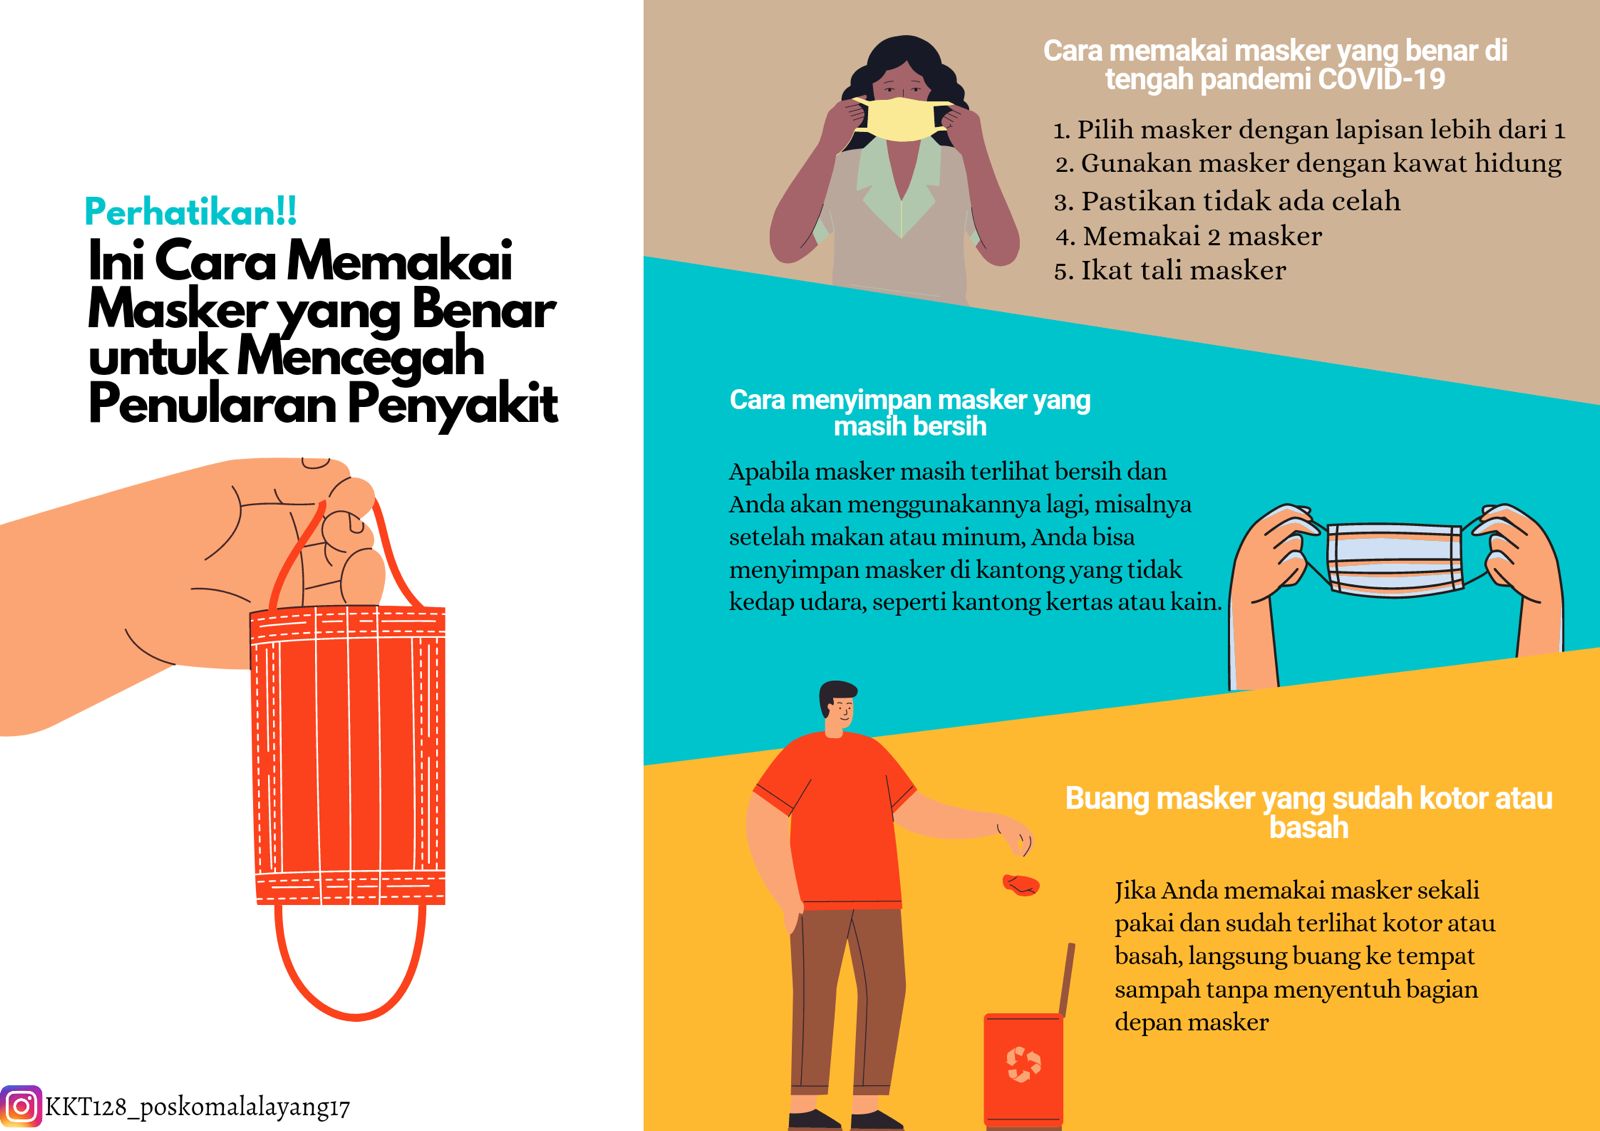 Perhatikan!!
Ini Cara Memakai
Masker yang Benar
untuk Mencegah
Penularan Penyakit
KKT128_poskomalalayang17
Cara memakai masker yang benar di
tengah pandemi COVID-19
1. Pilih masker dengan lapisan lebih dari 1
2. Gunakan masker dengan kawat hidung
3. Pastikan tidak ada celah
4. Memakai 2 masker
5. Ikat tali masker
Cara menyimpan masker yang
masih bersih
Apabila masker masih terlihat bersih dan
Anda akan menggunakannya lagi, misalnya
setelah makan atau minum, Anda bisa
menyimpan masker di kantong yang tidak
kedap udara, seperti kantong kertas atau kain.
Buang masker yang sudah kotor atau
basah
Jika Anda memakai masker sekali
pakai dan sudah terlihat kotor atau
basah, langsung buang ke tempat
sampah tanpa menyentuh bagian
depan masker